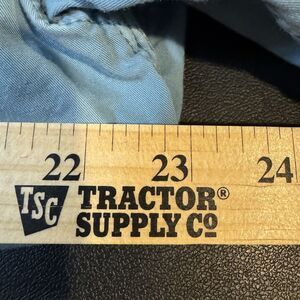 22 23 24
TSC TRACTOR®
SUPPLY CO